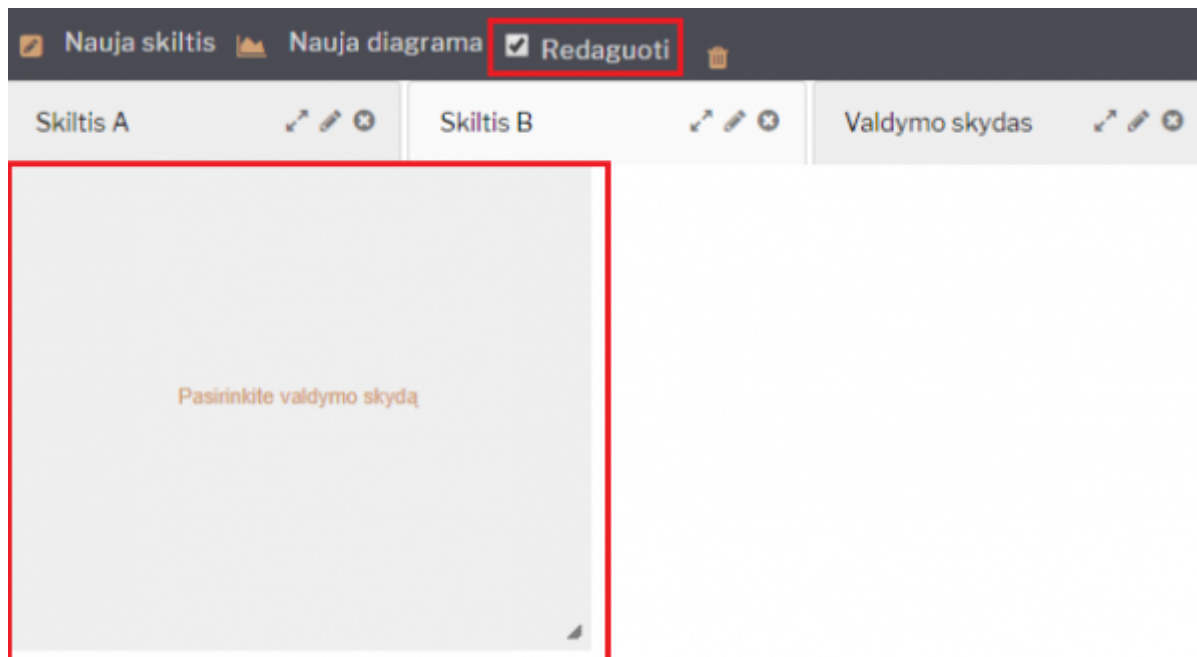 Nauja skiltis Nauja diagrama Redaguoti
Skiltis A Skiltis B Valdymo skydas
Pasirinkite valdymo skydą